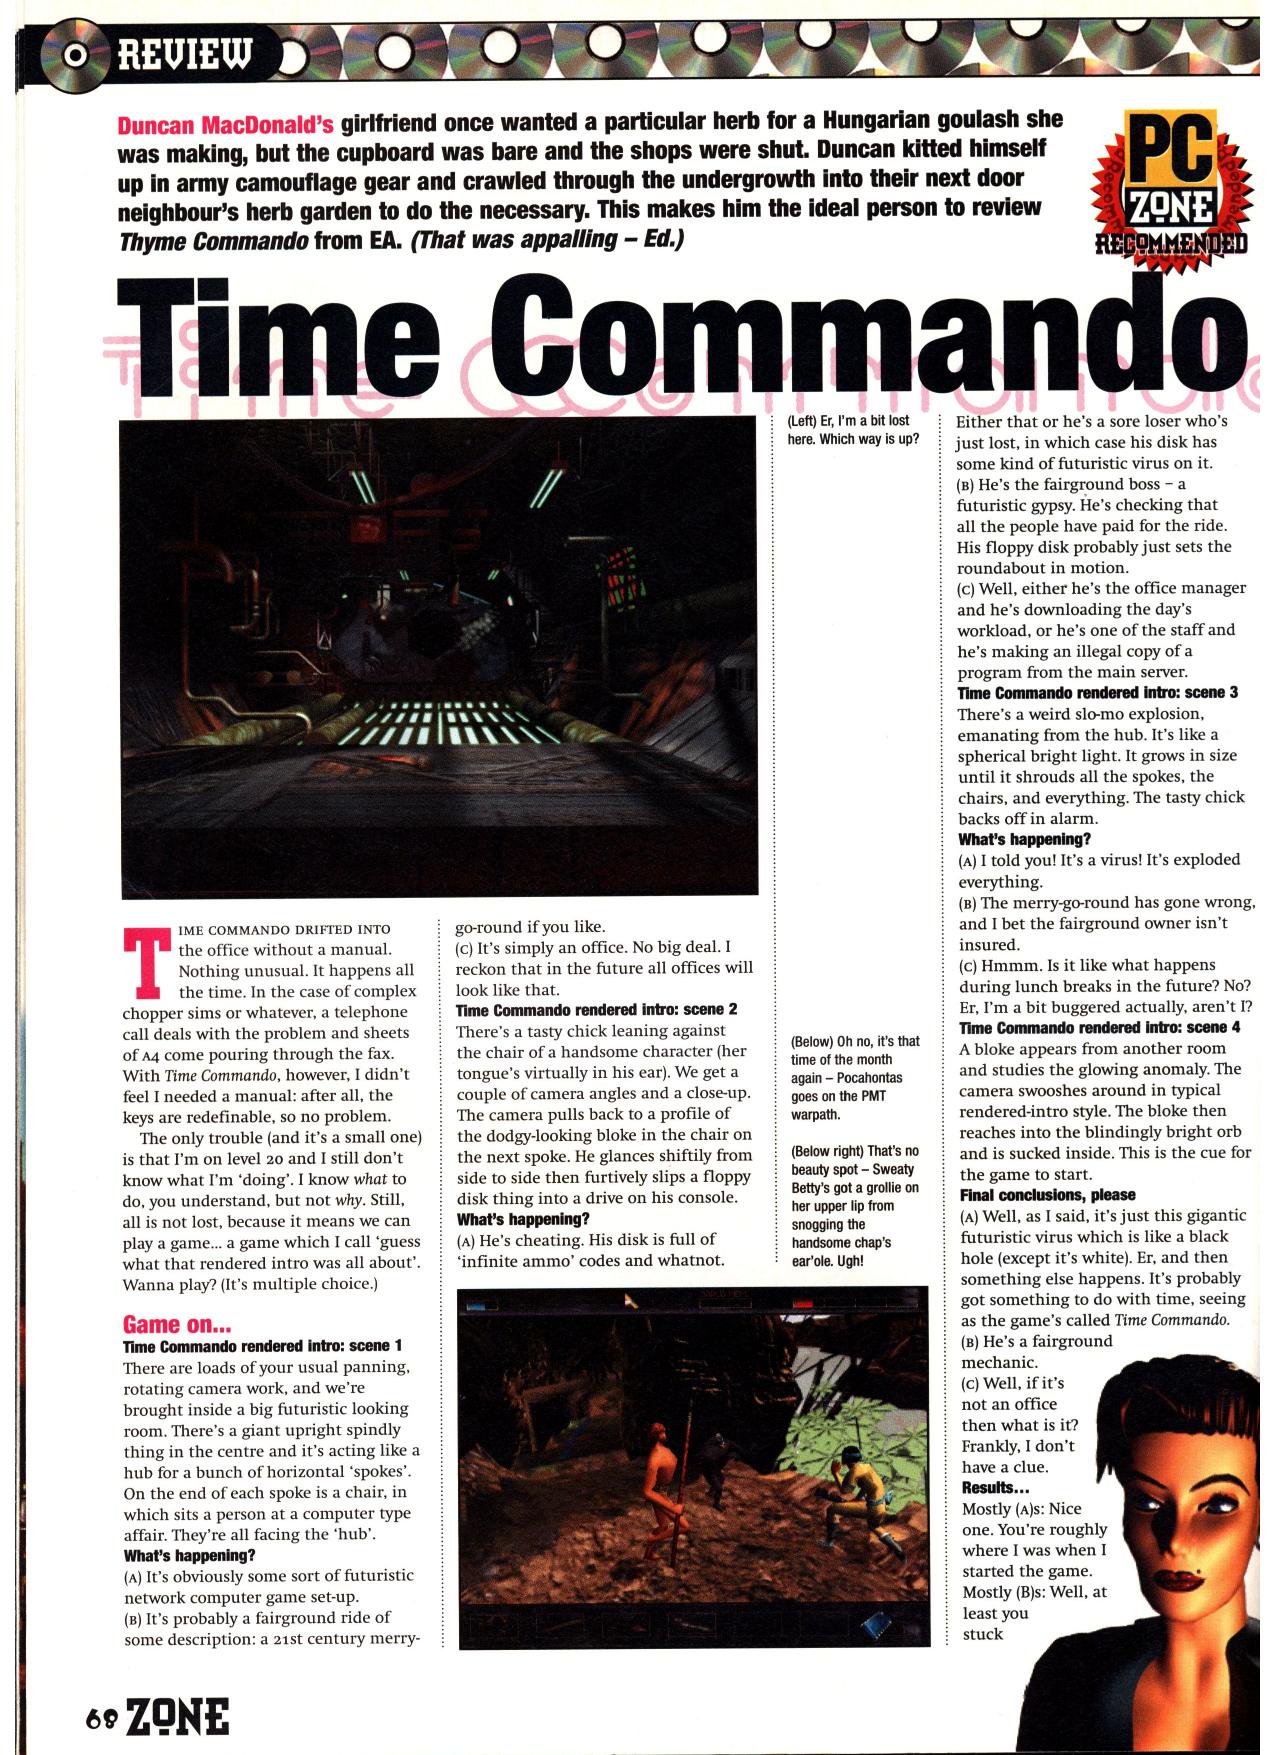 REVIEW
Duncan MacDonald's girlfriend once wanted a particular herb for a Hungarian goulash she
was making, but the cupboard was bare and the shops were shut. Duncan kitted himself
up in army camouflage gear and crawled through the undergrowth into their next door
neighbour's herb garden to do the necessary. This makes him the ideal person to review
Thyme Commando from EA. (That was appalling – Ed.)
PC
ZONE
RECOMMENDED
Time Commando
Time Commando
TIME COMMANDO DRIFTED INTO
the office without a manual.
Nothing unusual. It happens all
the time. In the case of complex
chopper sims or whatever, a telephone
call deals with the problem and sheets
of A4 come pouring through the fax.
With Time Commando, however, I didn't
feel I needed a manual: after all, the
keys are redefinable, so no problem.
The only trouble (and it's a small one)
is that I'm on level 20 and I still don't
know what I'm 'doing'. I know what to
do, you understand, but not why. Still,
all is not lost, because it means we can
play a game... a game which I call 'guess
what that rendered intro was all about'.
Wanna play? (It's multiple choice.)
Game on...
Time Commando rendered intro: scene 1
There are loads of your usual panning,
rotating camera work, and we're
brought inside a big futuristic looking
room. There's a giant upright spindly
thing in the centre and it's acting like a
hub for a bunch of horizontal 'spokes'.
On the end of each spoke is a chair, in
which sits a person at a computer type
affair. They're all facing the 'hub'.
What's happening?
(A) It's obviously some sort of futuristic
network computer game set-up.
(B) It's probably a fairground ride of
some description: a 21st century merry-
go-round if you like.
(C) It's simply an office. No big deal. I
reckon that in the future all offices will
look like that.
Time Commando rendered intro: scene 2
There's a tasty chick leaning against
the chair of a handsome character (her
tongue's virtually in his ear). We get a
couple of camera angles and a close-up.
The camera pulls back to a profile of
the dodgy-looking bloke in the chair on
the next spoke. He glances shiftily from
side to side then furtively slips a floppy
disk thing into a drive on his console.
What's happening?
(A) He's cheating. His disk is full of
'infinite ammo' codes and whatnot.
(Left) Er, I'm a bit lost
here. Which way is up?
(Below) Oh no, it's that
time of the month
again – Pocahontas
goes on the PMT
warpath.
(Below right) That's no
beauty spot – Sweaty
Betty's got a grollie on
her upper lip from
snogging the
handsome chap's
ear'ole. Ugh!
Either that or he's a sore loser who's
just lost, in which case his disk has
some kind of futuristic virus on it.
(B) He's the fairground boss – a
futuristic gypsy. He's checking that
all the people have paid for the ride.
His floppy disk probably just sets the
roundabout in motion.
(C) Well, either he's the office manager
and he's downloading the day's
workload, or he's one of the staff and
he's making an illegal copy of a
program from the main server.
Time Commando rendered intro: scene 3
There's a weird slo-mo explosion,
emanating from the hub. It's like a
spherical bright light. It grows in size
until it shrouds all the spokes, the
chairs, and everything. The tasty chick
backs off in alarm.
What's happening?
(A) I told you! It's a virus! It's exploded
everything.
(B) The merry-go-round has gone wrong,
and I bet the fairground owner isn't
insured.
(C) Hmmm. Is it like what happens
during lunch breaks in the future? No?
Er, I'm a bit buggered actually, aren't I?
Time Commando rendered intro: scene 4
A bloke appears from another room
and studies the glowing anomaly. The
camera swooshes around in typical
rendered-intro style. The bloke then
reaches into the blindingly bright orb
and is sucked inside. This is the cue for
the game to start.
Final conclusions, please
(A) Well, as I said, it's just this gigantic
futuristic virus which is like a black
hole (except it's white). Er, and then
something else happens. It's probably
got something to do with time, seeing
as the game's called Time Commando.
(B) He's a fairground
mechanic.
(C) Well, if it's
not an office
then what is it?
Frankly, I don't
have a clue.
Results...
Mostly (A)s: Nice
one. You're roughly
where I was when I
started the game.
Mostly (B)s: Well, at
least you
stuck
68 ZONE